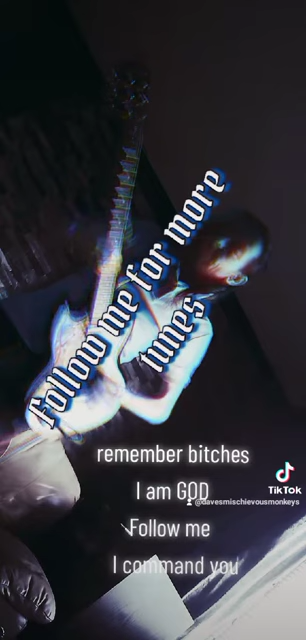 Follow me for more
tunes
remember bitches
I am GOD
Follow me
I command you
TikTok
@davesmischievousmonkeys